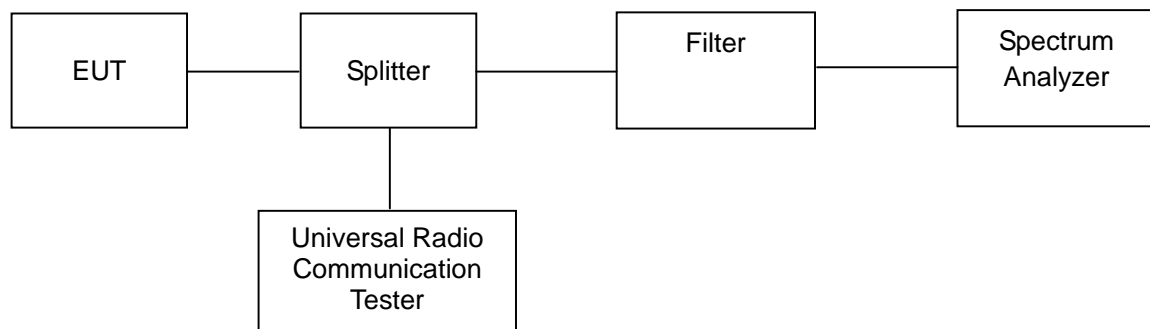 EUT
Splitter
Filter
Spectrum
Analyzer
Universal Radio
Communication
Tester